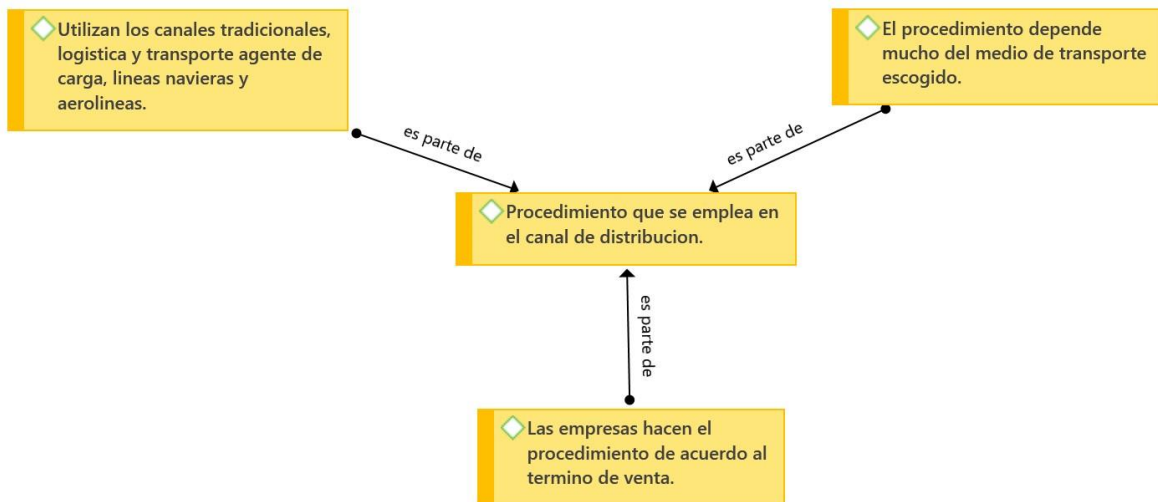 Utilizan los canales tradicionales,
logistica y transporte agente de
carga, lineas navieras y
aerolineas.
El procedimiento depende
mucho del medio de transporte
escogido.
es parte de
es parte de
Procedimiento que se emplea en
el canal de distribucion.
es parte de
Las empresas hacen el
procedimiento de acuerdo al
termino de venta.